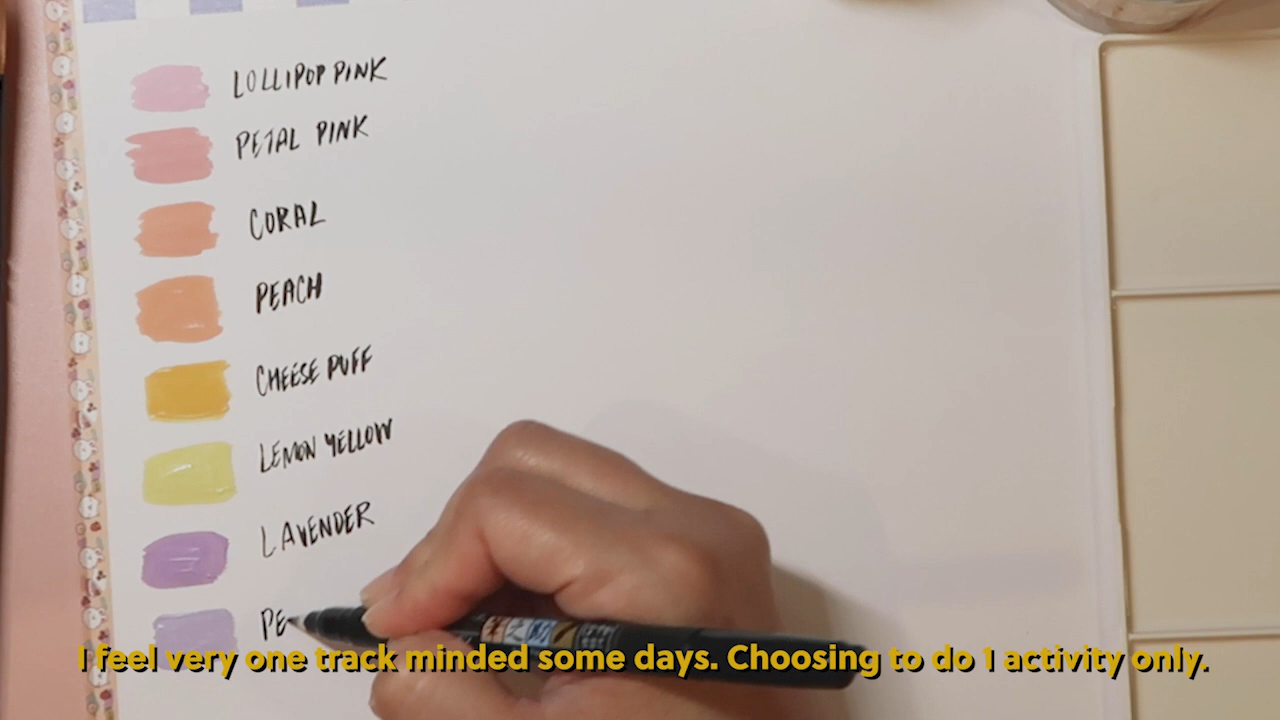 LOLLIPOP PINK
PETAL PINK
CORAL
PEACH
CHEESE PUFF
LEMON YELLOW
LAVENDER
PE
I feel very one track minded some days. Choosing to do 1 activity only.